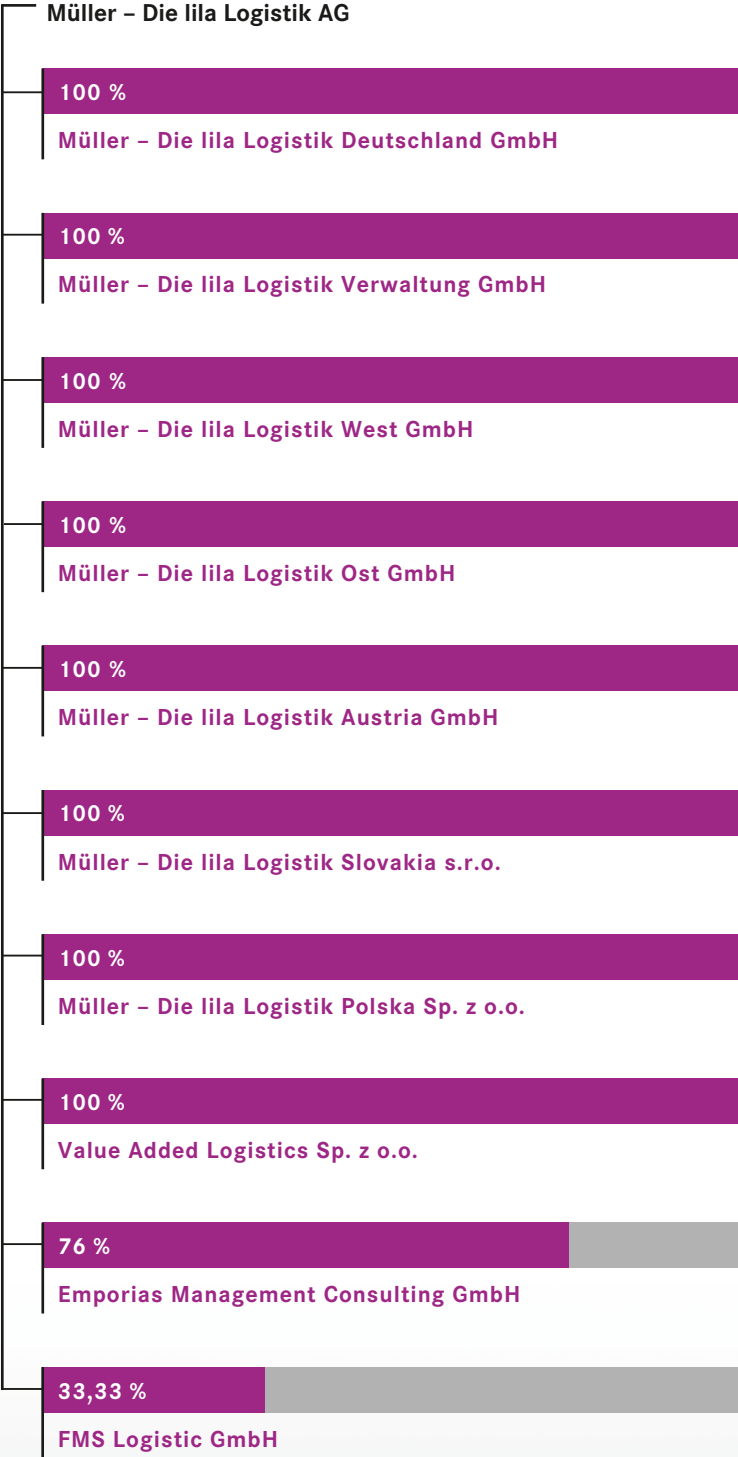 Müller – Die lila Logistik AG
100 %
Müller – Die lila Logistik Deutschland GmbH
100 %
Müller – Die lila Logistik Verwaltung GmbH
100 %
Müller – Die lila Logistik West GmbH
100 %
Müller – Die lila Logistik Ost GmbH
100 %
Müller – Die lila Logistik Austria GmbH
100 %
Müller – Die lila Logistik Slovakia s.r.o.
100 %
Müller – Die lila Logistik Polska Sp. z o.o.
100 %
Value Added Logistics Sp. z o.o.
76 %
Emporias Management Consulting GmbH
33,33 %
FMS Logistic GmbH